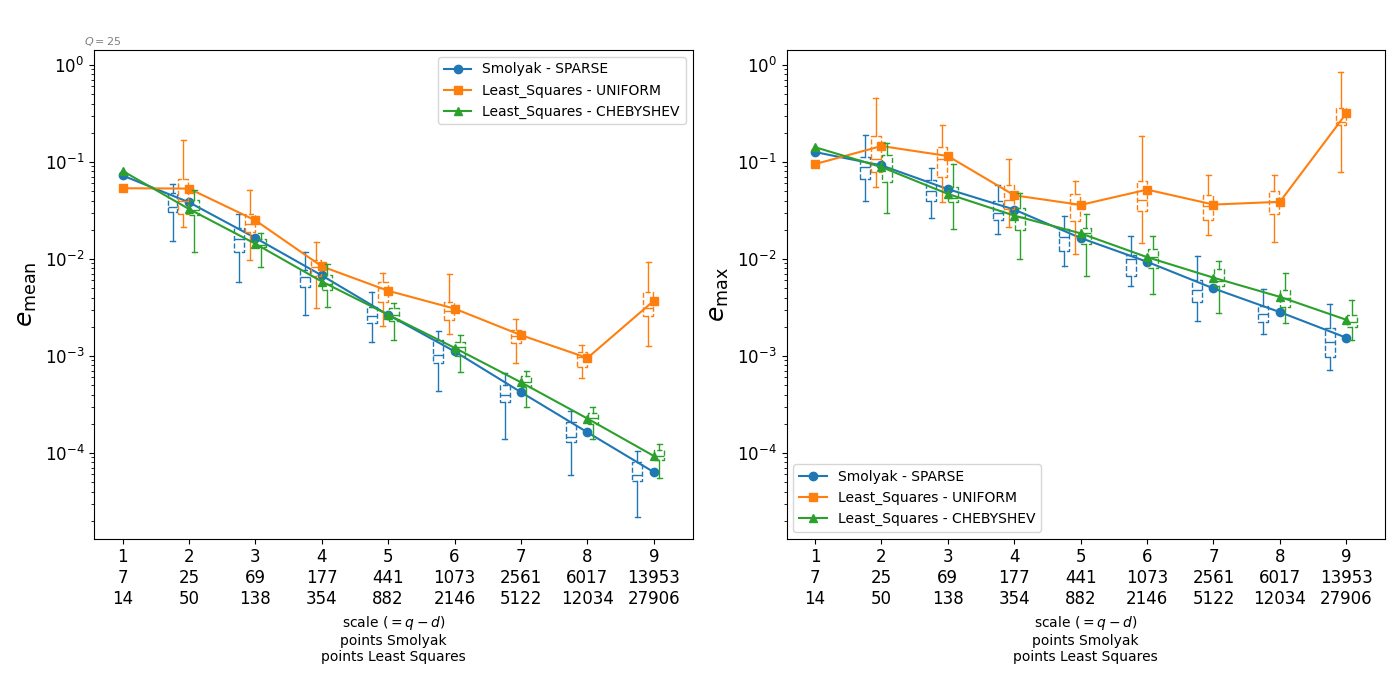 Q = 25
10⁰
10⁻¹
10⁻²
10⁻³
10⁻⁴
e_mean
Smolyak - SPARSE
Least_Squares - UNIFORM
Least_Squares - CHEBYSHEV
1 2 3 4 5 6 7 8 9
7 25 69 177 441 1073 2561 6017 13953
14 50 138 354 882 2146 5122 12034 27906
scale (= q − d)
points Smolyak
points Least Squares
10⁰
10⁻¹
10⁻²
10⁻³
10⁻⁴
e_max
Smolyak - SPARSE
Least_Squares - UNIFORM
Least_Squares - CHEBYSHEV
1 2 3 4 5 6 7 8 9
7 25 69 177 441 1073 2561 6017 13953
14 50 138 354 882 2146 5122 12034 27906
scale (= q − d)
points Smolyak
points Least Squares